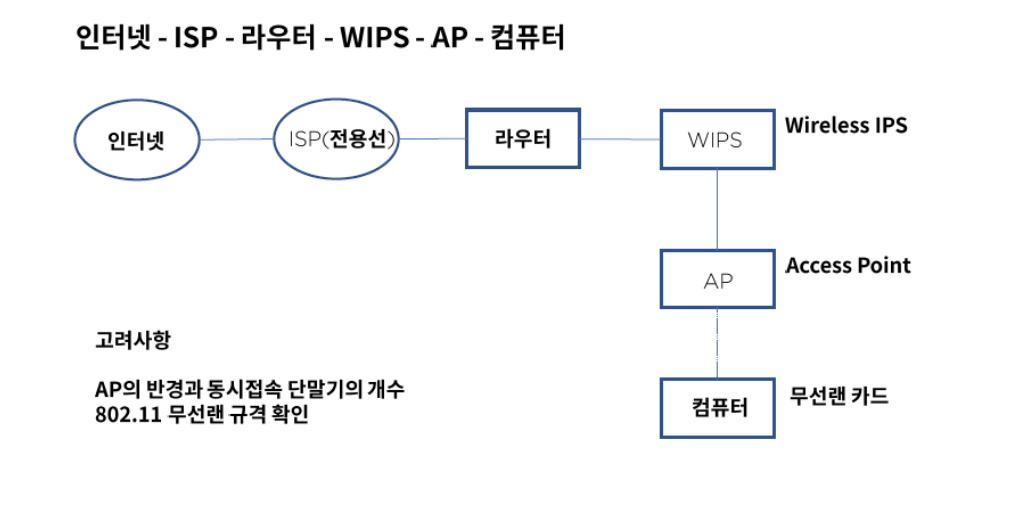 인터넷 - ISP - 라우터 - WIPS - AP - 컴퓨터
인터넷
ISP(전용선)
라우터
WIPS
Wireless IPS
AP
Access Point
고려사항
AP의 반경과 동시접속 단말기의 개수
802.11 무선랜 규격 확인
컴퓨터
무선랜 카드